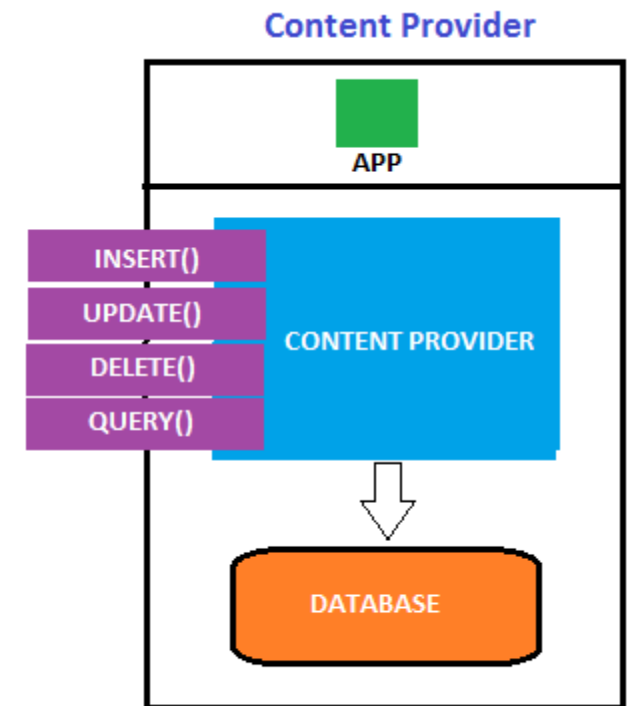 Content Provider
APP
INSERT()
UPDATE()
DELETE()
QUERY()
CONTENT PROVIDER
DATABASE